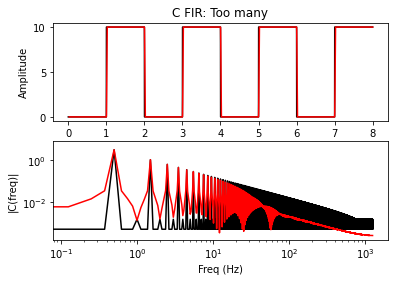 C FIR: Too many
10
5
0
Amplitude
0 1 2 3 4 5 6 7 8
10⁰
10⁻²
|C(freq)|
10⁻¹ 10⁰ 10¹ 10² 10³
Freq (Hz)